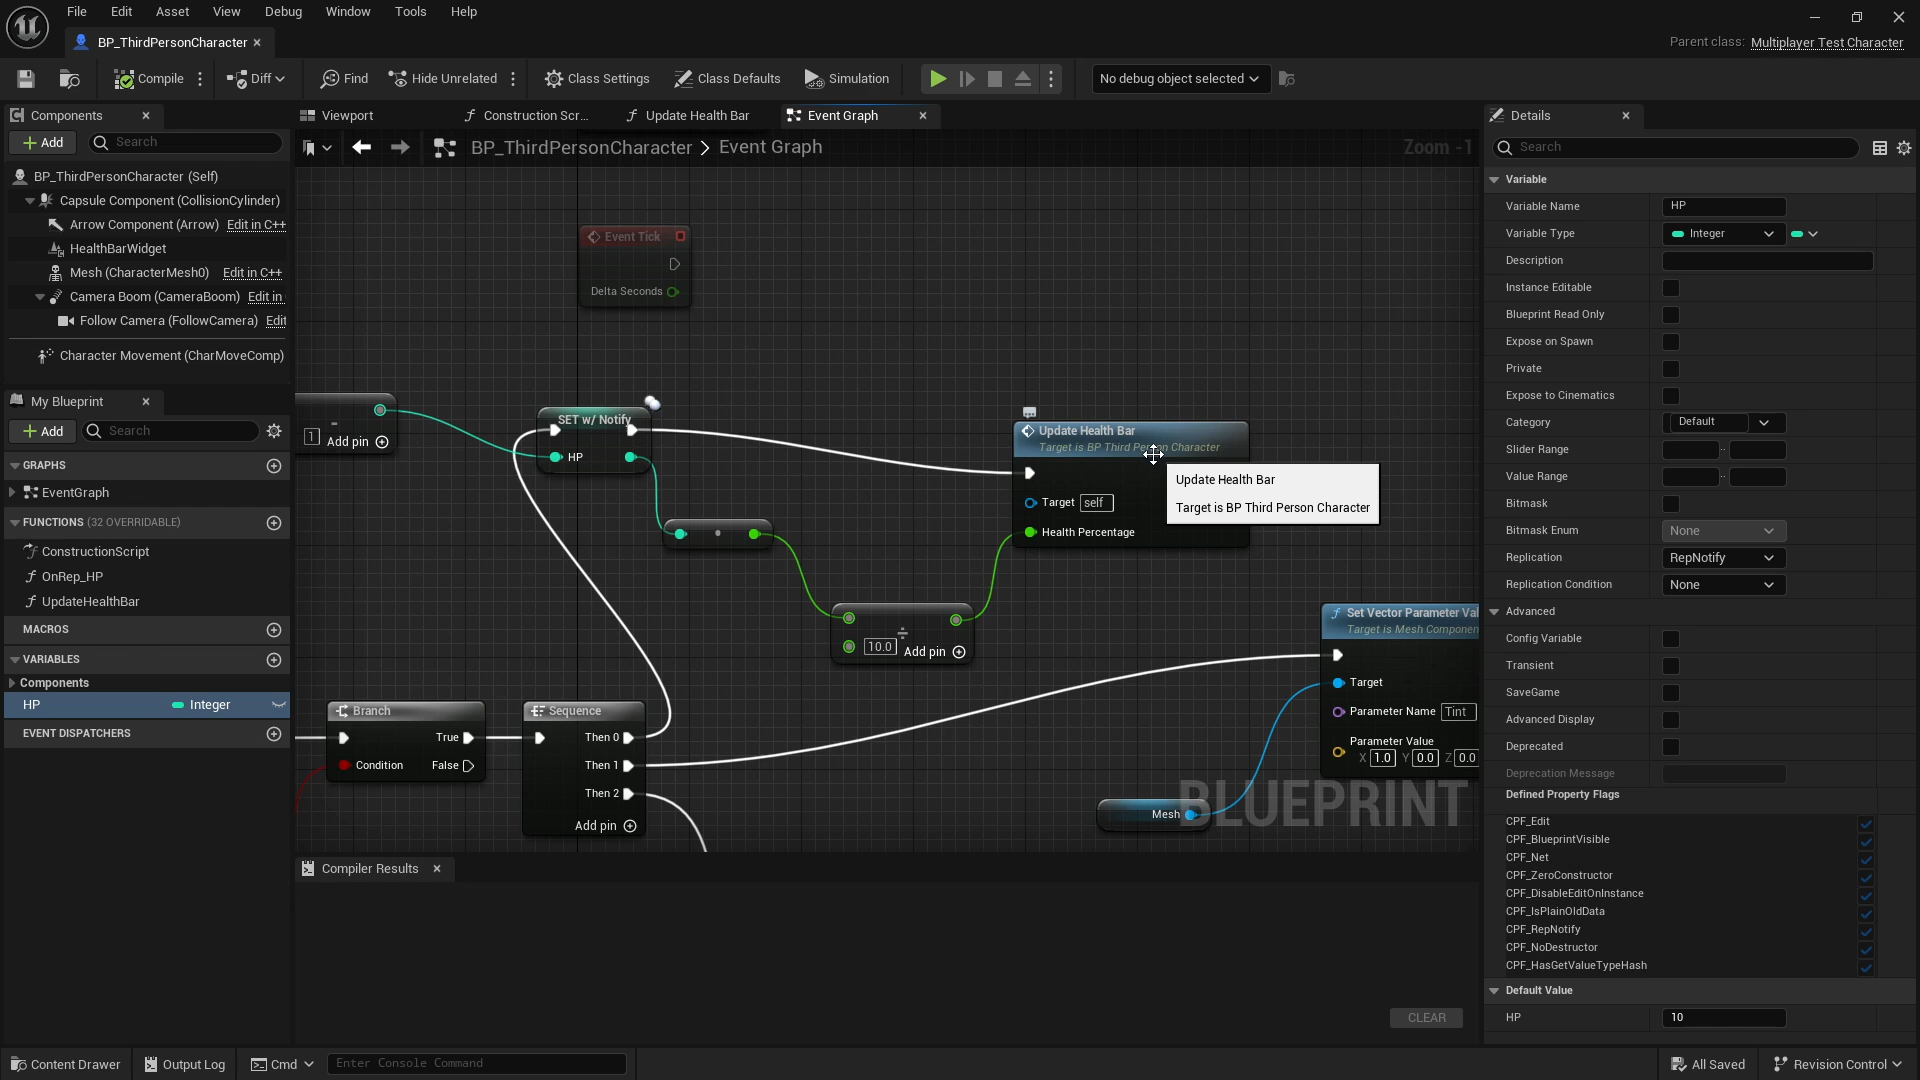 File Edit Asset View Debug Window Tools Help
BP_ThirdPersonCharacter
Parent class: Multiplayer Test Character
Compile Diff Find Hide Unrelated Class Settings Class Defaults Simulation No debug object selected
Components
Add Search
BP_ThirdPersonCharacter (Self)
Capsule Component (CollisionCylinder)
Arrow Component (Arrow) Edit in C++
HealthBarWidget
Mesh (CharacterMesh0) Edit in C++
Camera Boom (CameraBoom) Edit in
Follow Camera (FollowCamera) Edit
Character Movement (CharMoveComp)
My Blueprint
Add Search
GRAPHS
EventGraph
FUNCTIONS (32 OVERRIDABLE)
ConstructionScript
OnRep_HP
UpdateHealthBar
MACROS
VARIABLES
Components
HP Integer
EVENT DISPATCHERS
Viewport Construction Scr... Update Health Bar Event Graph
BP_ThirdPersonCharacter > Event Graph Zoom -1
Event Tick
Delta Seconds
1 Add pin
SET w/ Notify
HP
Update Health Bar
Target is BP Third Person Character
Target self
Health Percentage
Update Health Bar
Target is BP Third Person Character
10.0 Add pin
Set Vector Parameter Val
Target is Mesh Componen
Target
Parameter Name Tint
Parameter Value
X 1.0 Y 0.0 Z 0.0
Branch
True
Condition False
Sequence
Then 0
Then 1
Then 2
Add pin
Mesh
BLUEPRINT
Compiler Results
CLEAR
Details
Search
Variable
Variable Name HP
Variable Type Integer
Description
Instance Editable
Blueprint Read Only
Expose on Spawn
Private
Expose to Cinematics
Category Default
Slider Range
Value Range
Bitmask
Bitmask Enum None
Replication RepNotify
Replication Condition None
Advanced
Config Variable
Transient
SaveGame
Advanced Display
Deprecated
Deprecation Message
Defined Property Flags
CPF_Edit
CPF_BlueprintVisible
CPF_Net
CPF_ZeroConstructor
CPF_DisableEditOnInstance
CPF_IsPlainOldData
CPF_RepNotify
CPF_NoDestructor
CPF_HasGetValueTypeHash
Default Value
HP 10
Content Drawer Output Log Cmd Enter Console Command All Saved Revision Control